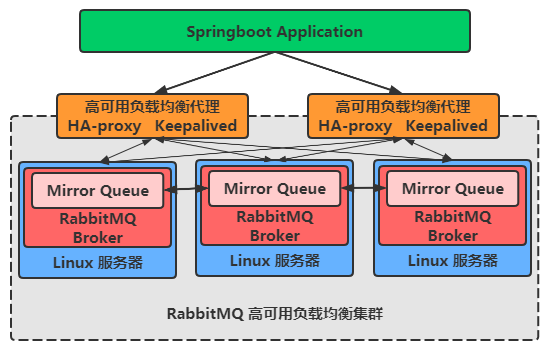 Springboot Application
高可用负载均衡代理
HA-proxy Keepalived
高可用负载均衡代理
HA-proxy Keepalived
Mirror Queue
RabbitMQ
Broker
Linux 服务器
Mirror Queue
RabbitMQ
Broker
Linux 服务器
Mirror Queue
RabbitMQ
Broker
Linux 服务器
RabbitMQ 高可用负载均衡集群